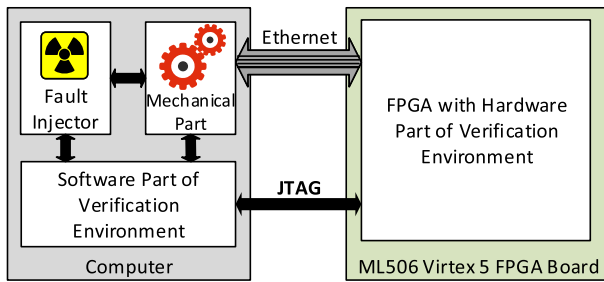 Fault
Injector
Mechanical
Part
Ethernet
FPGA with Hardware
Part of Verification
Environment
Software Part of
Verification
Environment
JTAG
Computer
ML506 Virtex 5 FPGA Board